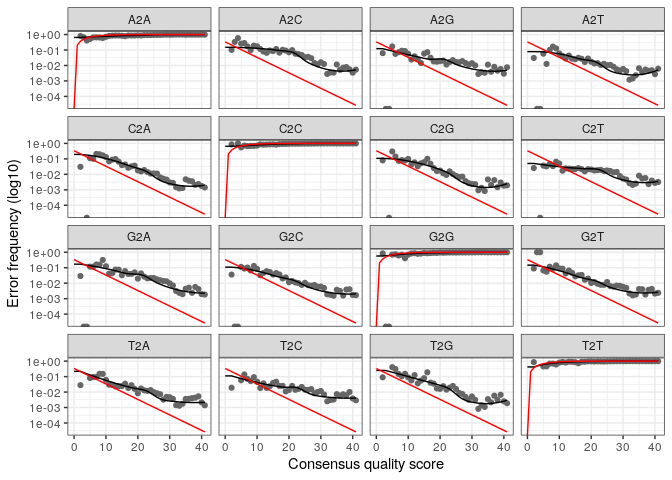 A2A A2C A2G A2T
1e+00
1e-01
1e-02
1e-03
1e-04
C2A C2C C2G C2T
1e+00
1e-01
1e-02
1e-03
1e-04
G2A G2C G2G G2T
1e+00
1e-01
1e-02
1e-03
1e-04
T2A T2C T2G T2T
1e+00
1e-01
1e-02
1e-03
1e-04
0 10 20 30 40 0 10 20 30 40 0 10 20 30 40 0 10 20 30 40
Consensus quality score
Error frequency (log10)